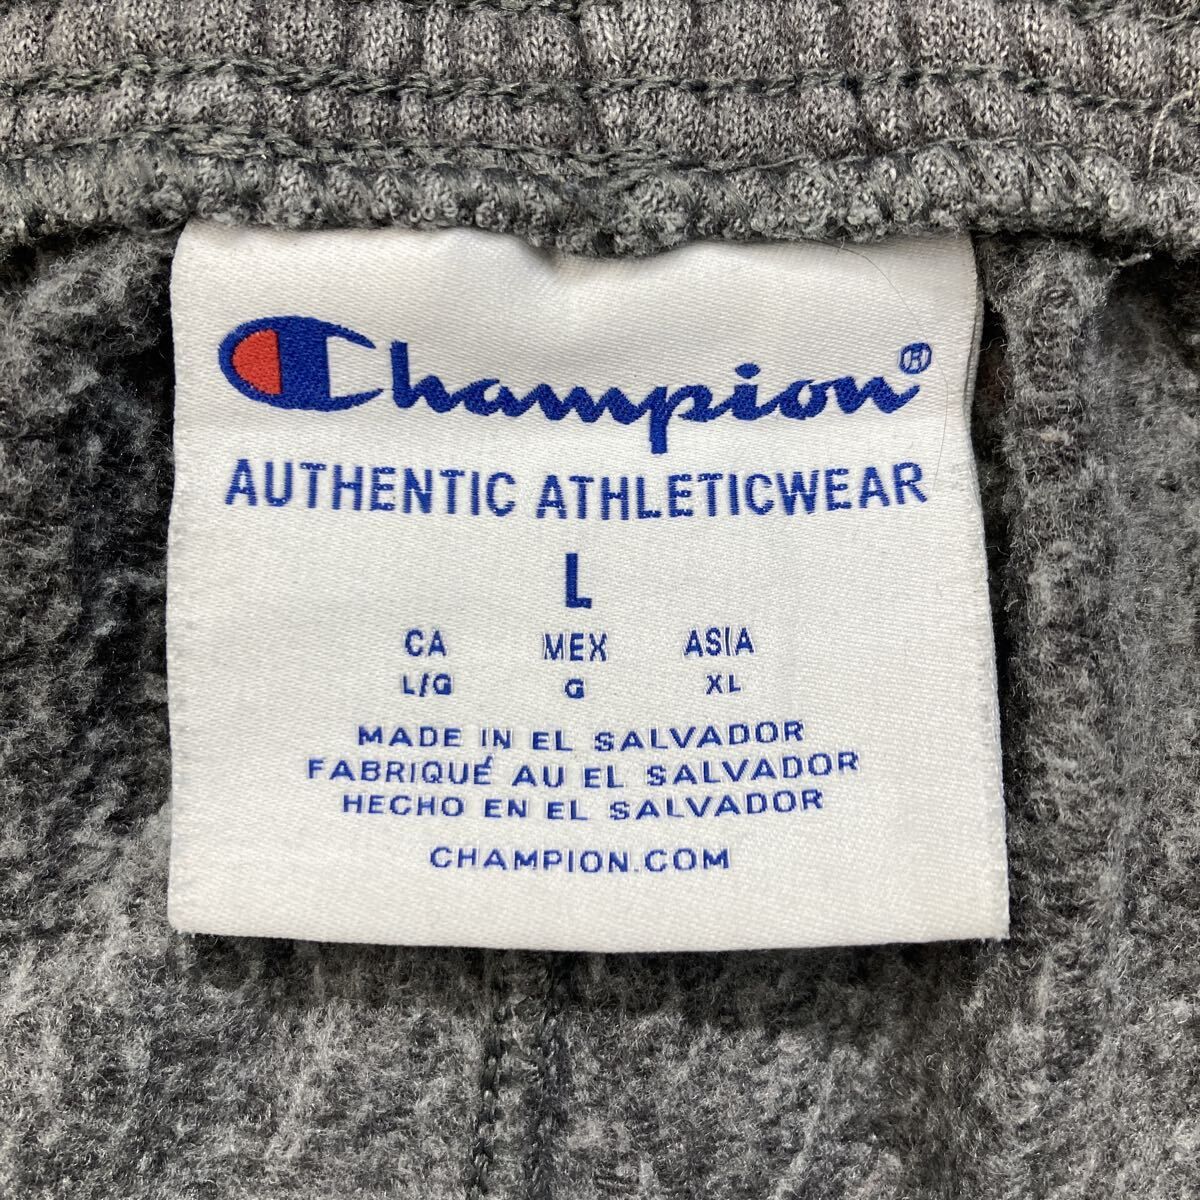 Champion®
AUTHENTIC ATHLETICWEAR
L
CA MEX ASIA
L/G G XL
MADE IN EL SALVADOR
FABRIQUÉ AU EL SALVADOR
HECHO EN EL SALVADOR
CHAMPION.COM